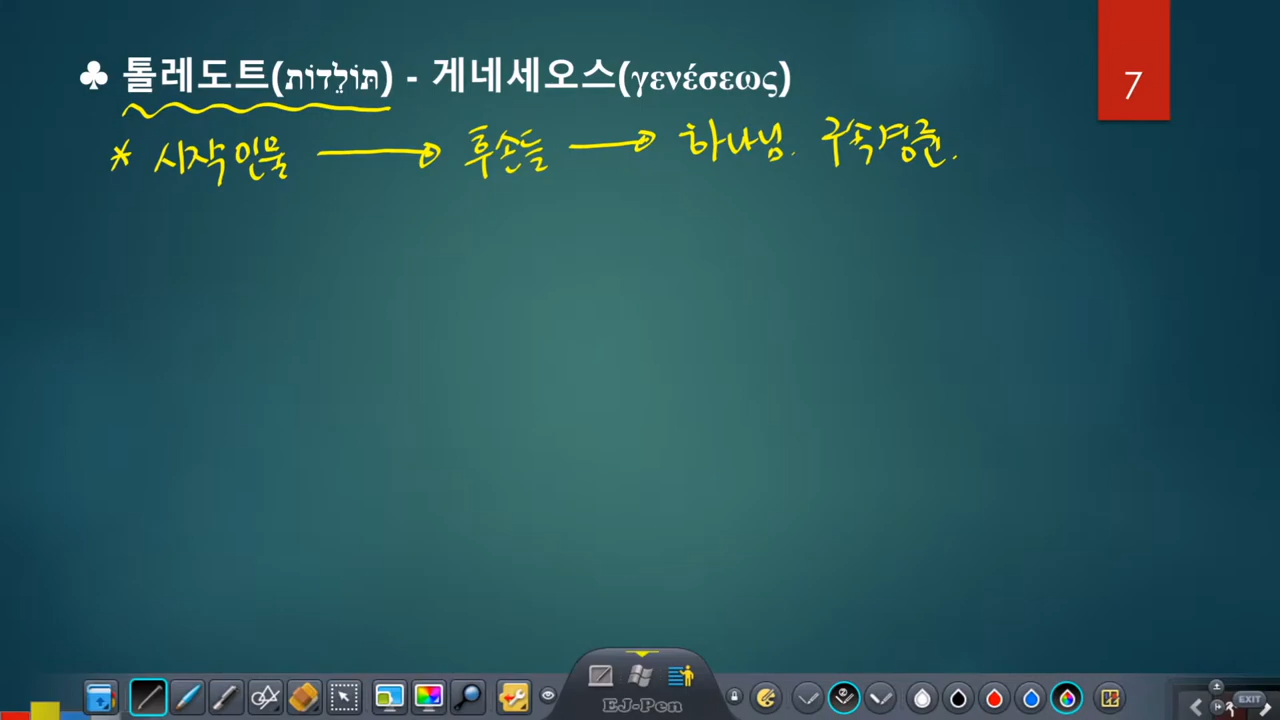 ♣ 톨레도트(תּוֹלֵדוֹת) - 게네세오스(γενέσεως)
7
* 시작인물 → 후손들 → 하나님. 구속경륜.
EJ-Pen
EXIT